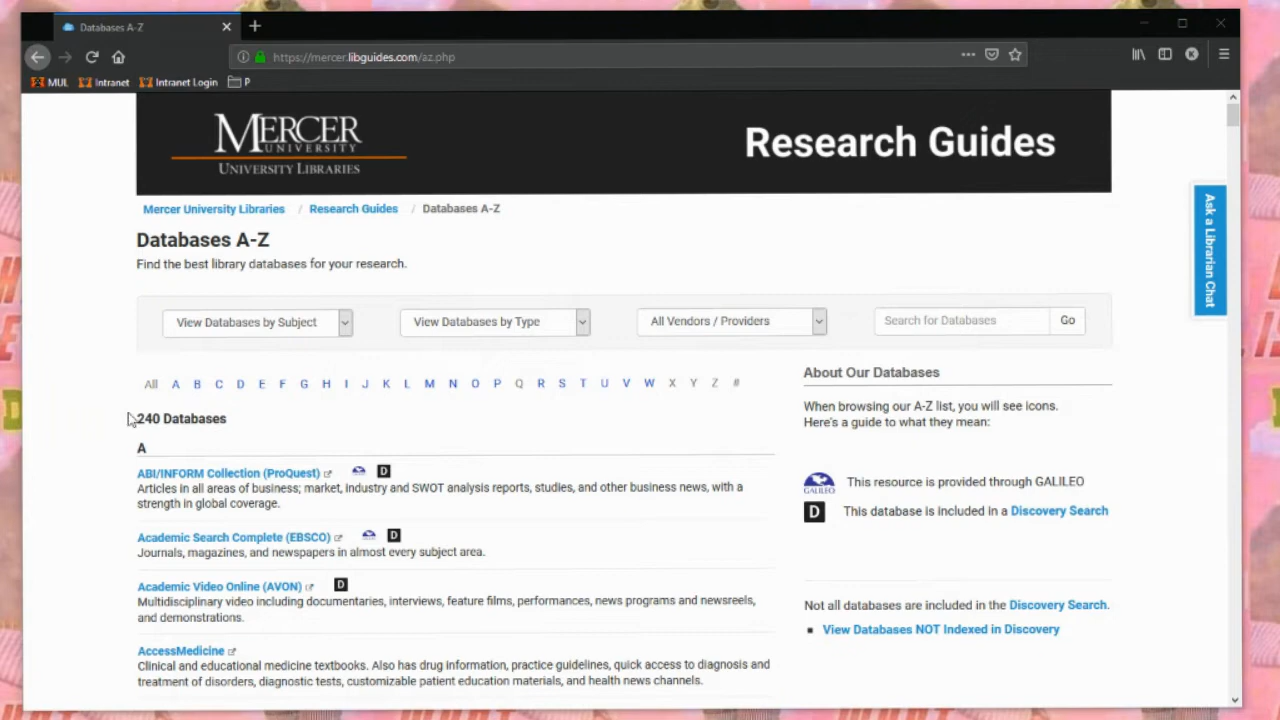 Databases A-Z
https://mercer.libguides.com/az.php
MUL Intranet Intranet Login P
MERCER
UNIVERSITY
UNIVERSITY LIBRARIES
Research Guides
Mercer University Libraries / Research Guides / Databases A-Z
Databases A-Z
Find the best library databases for your research.
View Databases by Subject View Databases by Type All Vendors / Providers Search for Databases Go
All A B C D E F G H I J K L M N O P Q R S T U V W X Y Z #
240 Databases
A
ABI/INFORM Collection (ProQuest) D
Articles in all areas of business; market, industry and SWOT analysis reports, studies, and other business news, with a
strength in global coverage.
Academic Search Complete (EBSCO) D
Journals, magazines, and newspapers in almost every subject area.
Academic Video Online (AVON) D
Multidisciplinary video including documentaries, interviews, feature films, performances, news programs and newsreels,
and demonstrations.
AccessMedicine
Clinical and educational medicine textbooks. Also has drug information, practice guidelines, quick access to diagnosis and
treatment of disorders, diagnostic tests, customizable patient education materials, and health news channels.
About Our Databases
When browsing our A-Z list, you will see icons.
Here's a guide to what they mean:
GALILEO This resource is provided through GALILEO
D This database is included in a Discovery Search
Not all databases are included in the Discovery Search.
View Databases NOT Indexed in Discovery
Ask a Librarian Chat